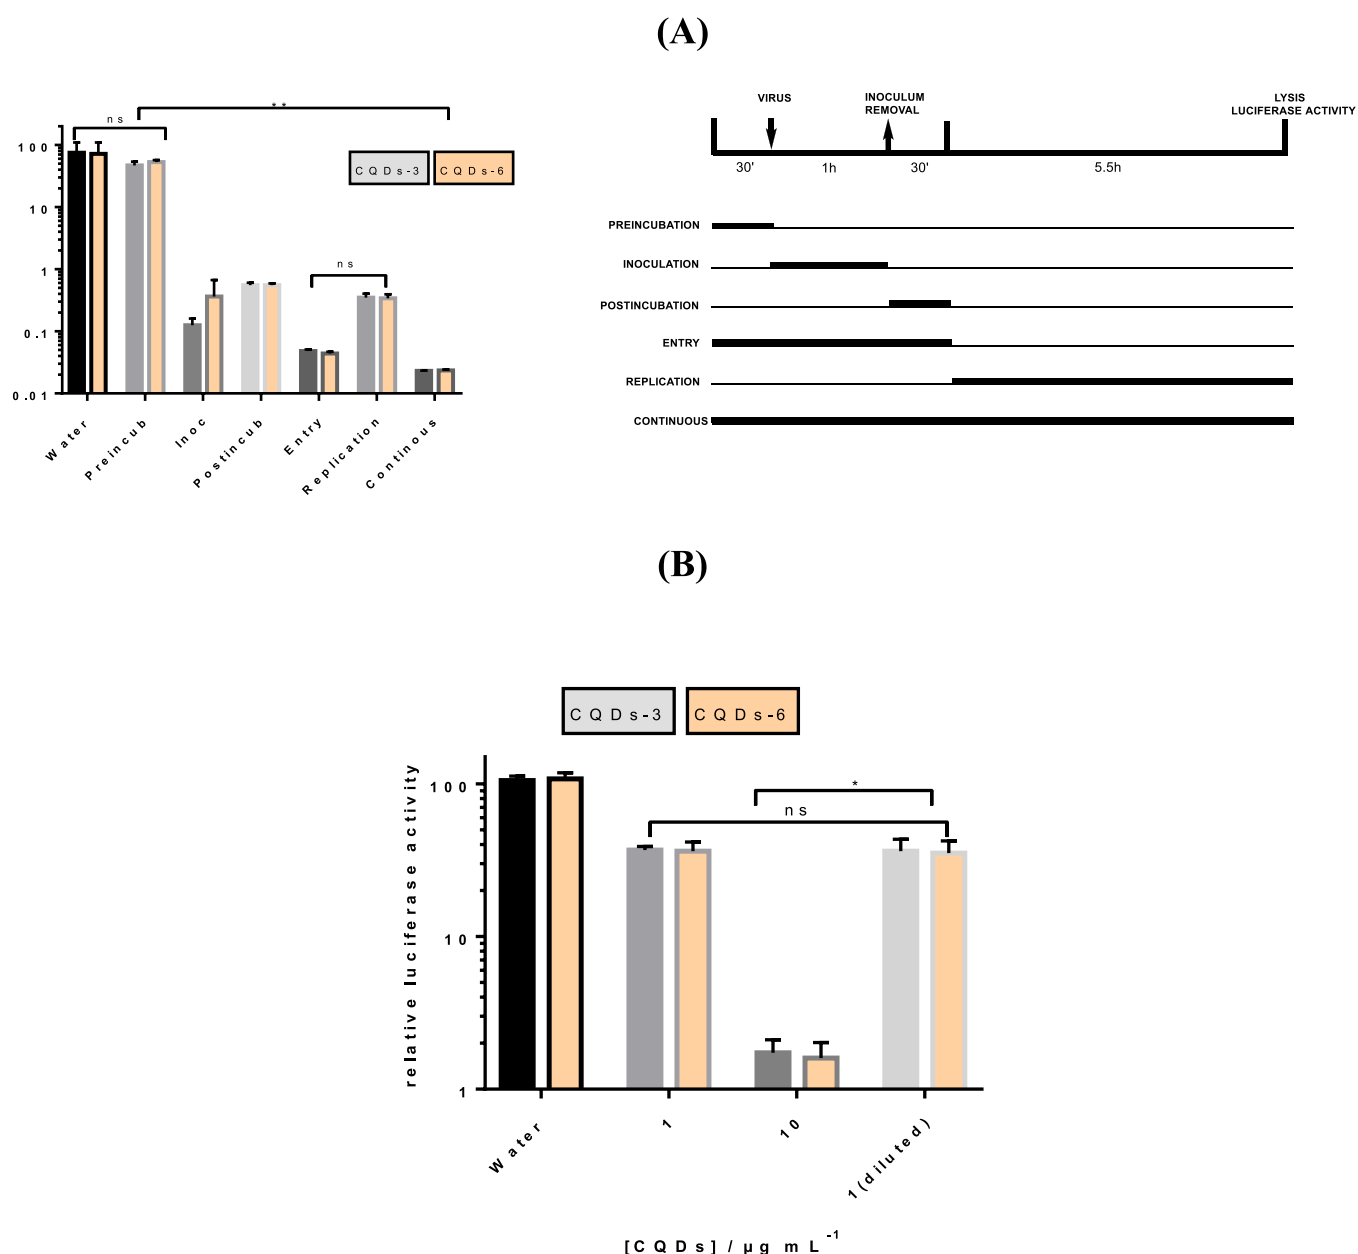 (A)
**
ns
100
10
1
0.1
0.01
CQDs-3
CQDs-6
ns
Water
Preincub
Inoc
Postincub
Entry
Replication
Continous
VIRUS
INOCULUM
REMOVAL
LYSIS
LUCIFERASE ACTIVITY
30'
1h
30'
5.5h
PREINCUBATION
INOCULATION
POSTINCUBATION
ENTRY
REPLICATION
CONTINUOUS
(B)
CQDs-3
CQDs-6
relative luciferase activity
100
10
1
*
ns
Water
1
10
1(diluted)
[CQDs] / µg mL-1